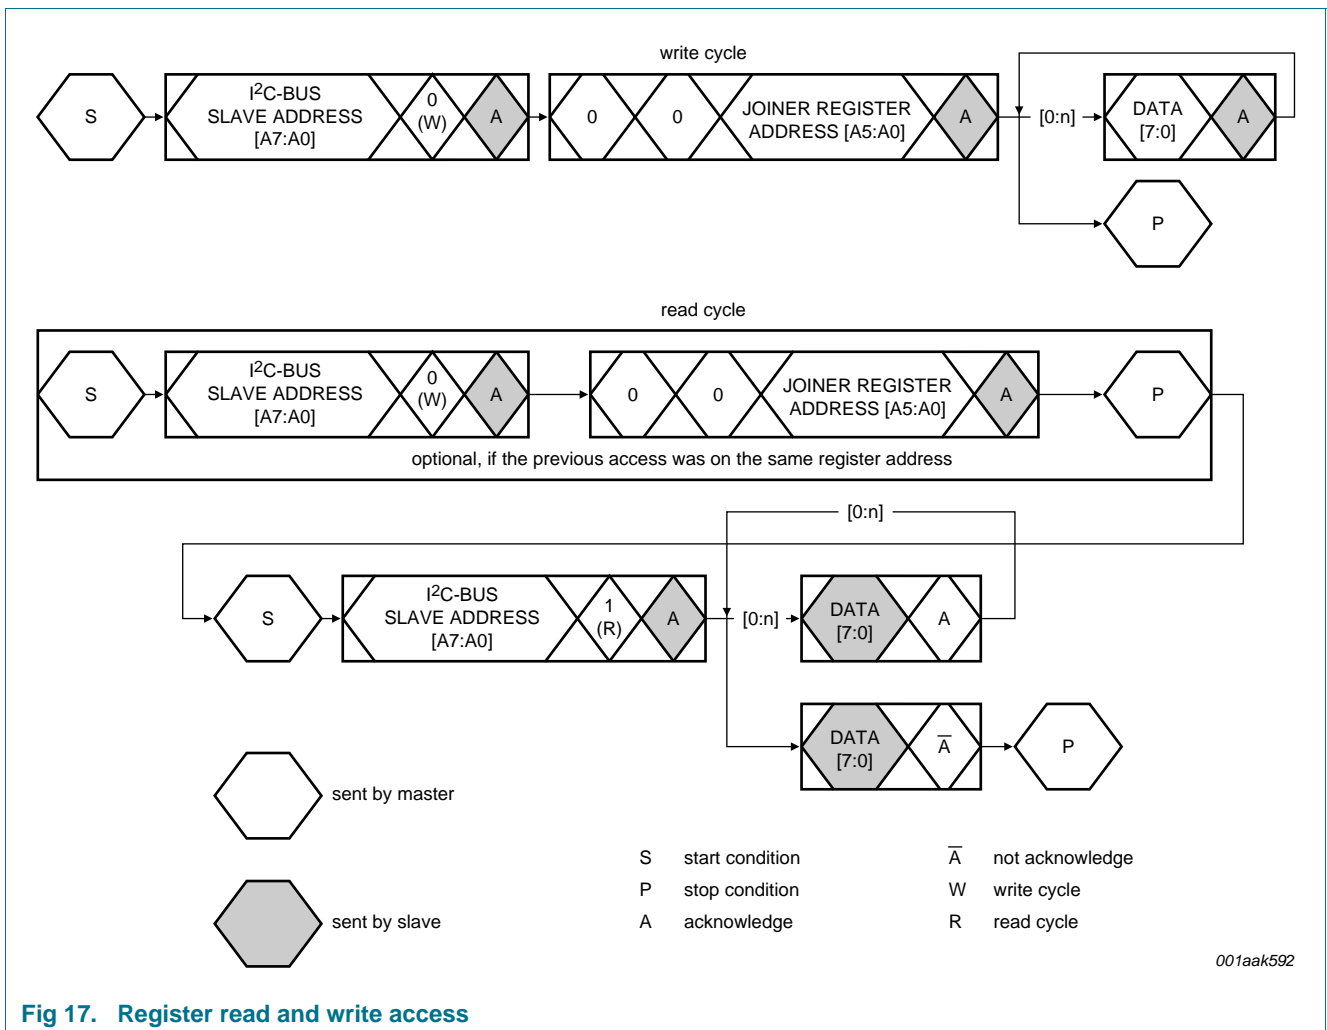 write cycle
S
I2C-BUS
SLAVE ADDRESS
[A7:A0]
0
(W)
A
0
0
JOINER REGISTER
ADDRESS [A5:A0]
A
[0:n]
DATA
[7:0]
A
P
read cycle
S
I2C-BUS
SLAVE ADDRESS
[A7:A0]
0
(W)
A
0
0
JOINER REGISTER
ADDRESS [A5:A0]
A
P
optional, if the previous access was on the same register address
[0:n]
S
I2C-BUS
SLAVE ADDRESS
[A7:A0]
1
(R)
A
[0:n]
DATA
[7:0]
A
DATA
[7:0]
A̅
P
sent by master
sent by slave
S start condition
P stop condition
A acknowledge
A̅ not acknowledge
W write cycle
R read cycle
001aak592
Fig 17. Register read and write access